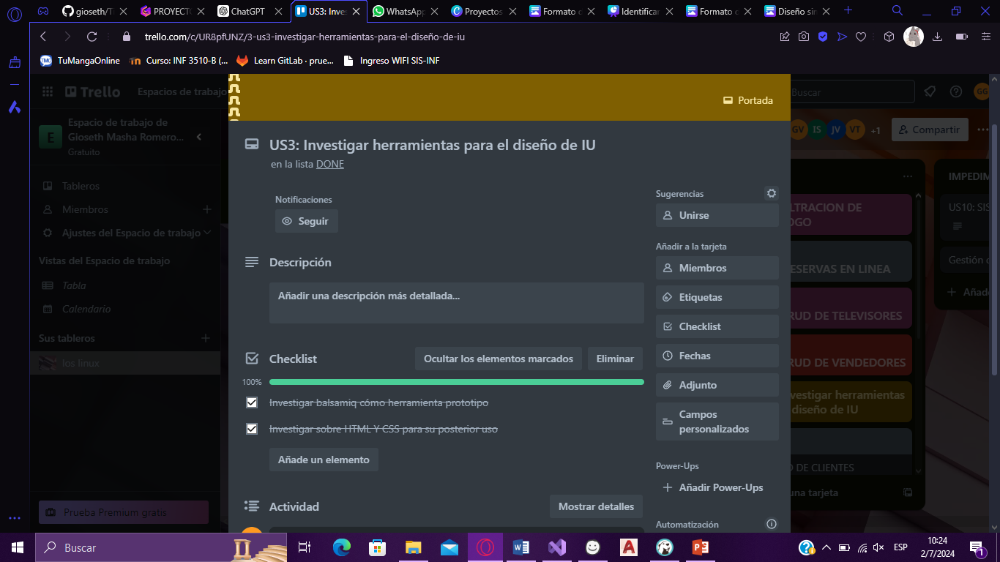 gioseth/Ti
PROYECTO
ChatGPT
US3: Inves
WhatsApp
Proyectos
Formato d
Identificar
Formato d
Diseño sin
trello.com/c/UR8pfUNZ/3-us3-investigar-herramientas-para-el-diseño-de-iu
TuMangaOnline
Curso: INF 3510-B (...
Learn GitLab · prue...
Ingreso WIFI SIS-INF
Trello
Espacios de trabajo
Portada
Buscar
GG
E
Espacio de trabajo de
Gioseth Masha Romero...
Gratuito
GV
IS
JV
VT
+1
Compartir
US3: Investigar herramientas para el diseño de IU
en la lista DONE
Tableros
Miembros
Ajustes del Espacio de trabajo
Vistas del Espacio de trabajo
Tabla
Calendario
Sus tableros
los linux
Prueba Premium gratis
Notificaciones
Seguir
Descripción
Añadir una descripción más detallada...
Checklist
Ocultar los elementos marcados
Eliminar
100%
Investigar balsamiq cómo herramienta prototipo
Investigar sobre HTML Y CSS para su posterior uso
Añade un elemento
Actividad
Mostrar detalles
Sugerencias
Unirse
Añadir a la tarjeta
Miembros
Etiquetas
Checklist
Fechas
Adjunto
Campos
personalizados
Power-Ups
Añadir Power-Ups
Automatización
ILTRACION DE
OGO
ESERVAS EN LINEA
RUD DE TELEVISORES
RUD DE VENDEDORES
nvestigar herramientas
diseño de IU
D DE CLIENTES
una tarjeta
IMPEDIM
US10: SIS
Gestión d
Añade
Buscar
ESP
10:24
2/7/2024
1